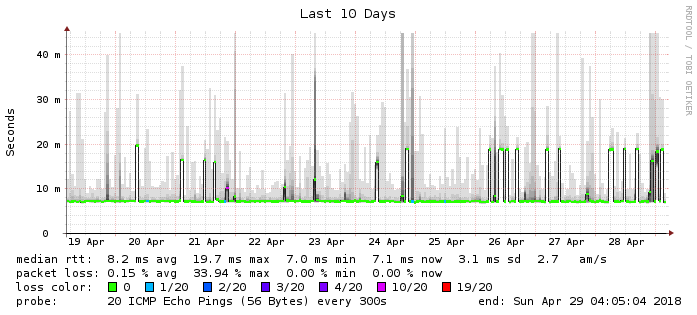 Last 10 Days
RRDTOOL / TOBI OETIKER
Seconds
40 m
30 m
20 m
10 m
0
19 Apr 20 Apr 21 Apr 22 Apr 23 Apr 24 Apr 25 Apr 26 Apr 27 Apr 28 Apr
median rtt: 8.2 ms avg 19.7 ms max 7.0 ms min 7.1 ms now 3.1 ms sd 2.7 am/s
packet loss: 0.15 % avg 33.94 % max 0.00 % min 0.00 % now
loss color: 0 1/20 2/20 3/20 4/20 10/20 19/20
probe: 20 ICMP Echo Pings (56 Bytes) every 300s end: Sun Apr 29 04:05:04 2018